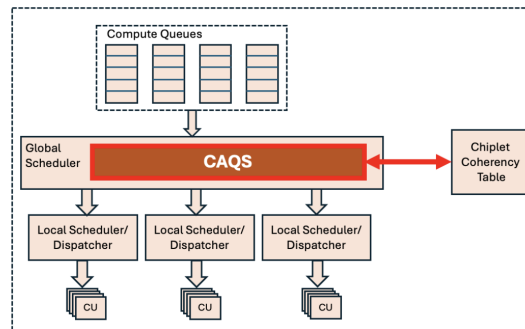 Compute Queues
Global
Scheduler
CAQS
Chiplet
Coherency
Table
Local Scheduler/
Dispatcher
Local Scheduler/
Dispatcher
Local Scheduler/
Dispatcher
CU
CU
CU